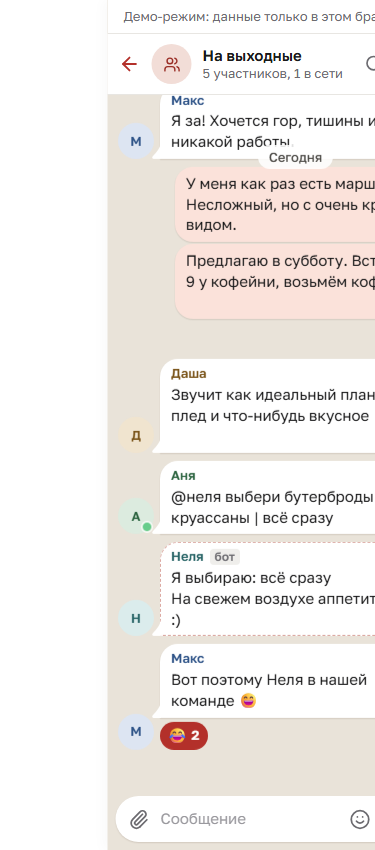 Демо-режим: данные только в этом бра
На выходные
5 участников, 1 в сети
Макс
Я за! Хочется гор, тишины и
никакой работы.
М
Сегодня
У меня как раз есть марш
Несложный, но с очень кр
видом.
Предлагаю в субботу. Вст
9 у кофейни, возьмём коф
Даша
Звучит как идеальный план
плед и что-нибудь вкусное
Д
Аня
@неля выбери бутерброды
круассаны | всё сразу
А
Неля бот
Я выбираю: всё сразу
На свежем воздухе аппетит
:)
Н
Макс
Вот поэтому Неля в нашей
команде 😄
М
😂 2
Сообщение